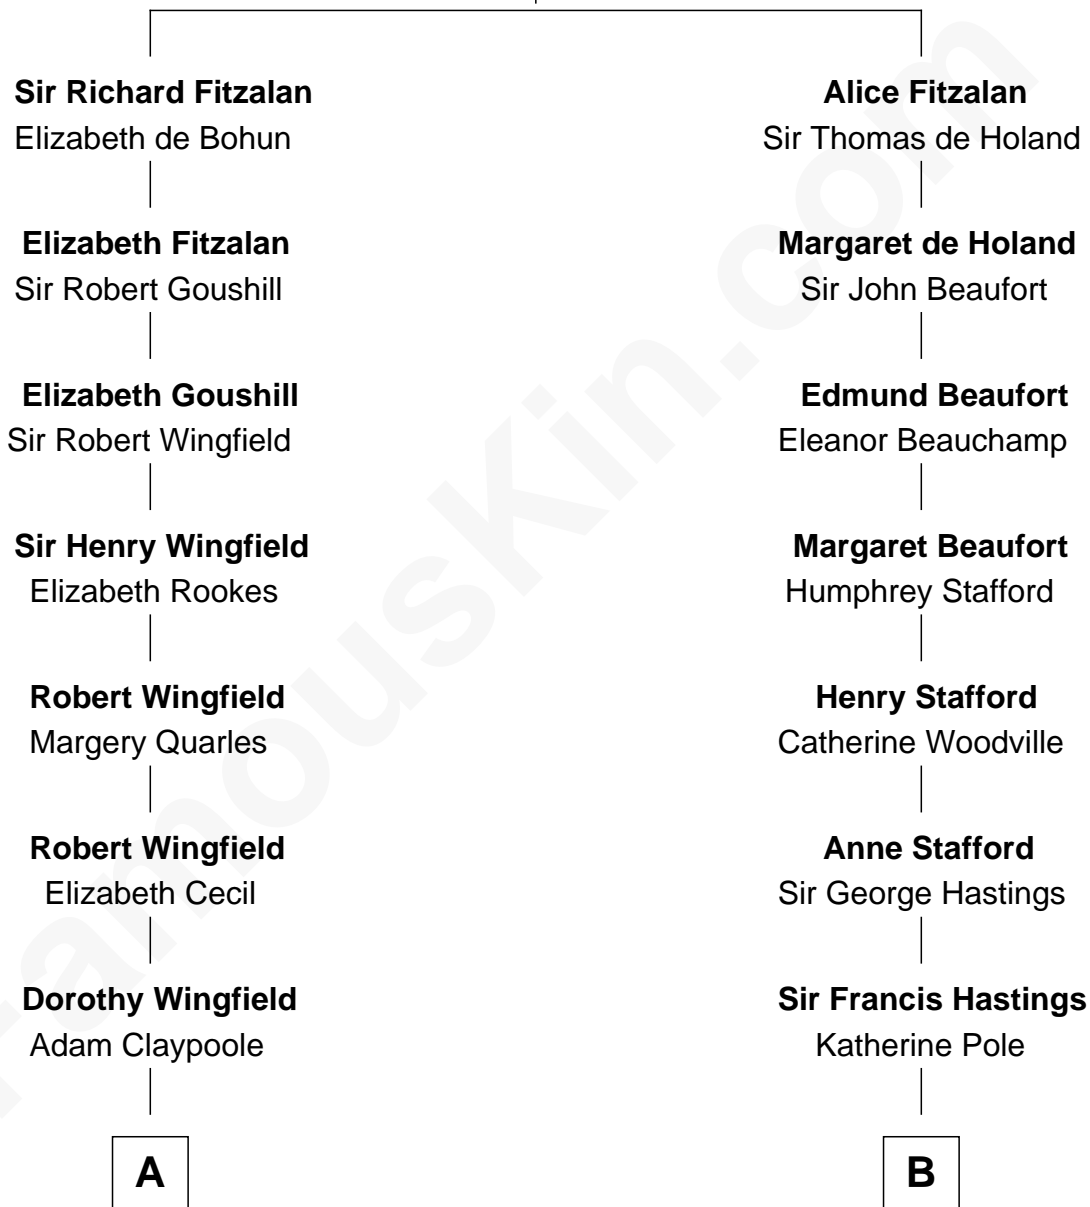 Sir Richard Fitzalan
Elizabeth de Bohun
Elizabeth Fitzalan
Sir Robert Goushill
Elizabeth Goushill
Sir Robert Wingfield
Sir Henry Wingfield
Elizabeth Rookes
Robert Wingfield
Margery Quarles
Robert Wingfield
Elizabeth Cecil
Dorothy Wingfield
Adam Claypoole
A
Alice Fitzalan
Sir Thomas de Holand
Margaret de Holand
Sir John Beaufort
Edmund Beaufort
Eleanor Beauchamp
Margaret Beaufort
Humphrey Stafford
Henry Stafford
Catherine Woodville
Anne Stafford
Sir George Hastings
Sir Francis Hastings
Katherine Pole
B
FamousKin.com